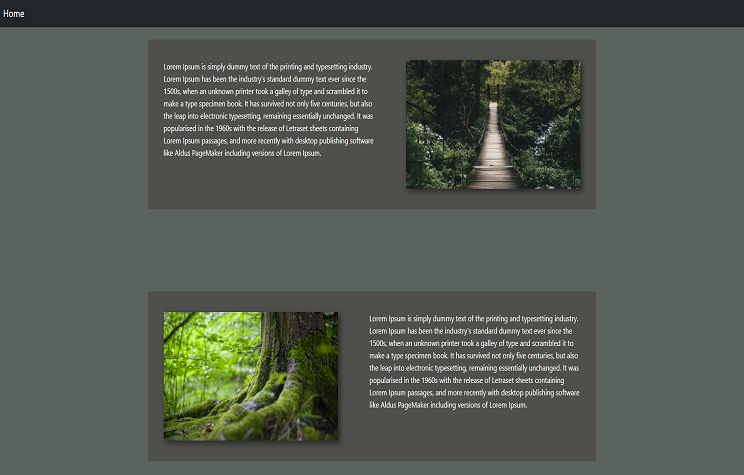 Home
Lorem Ipsum is simply dummy text of the printing and typesetting industry.
Lorem Ipsum has been the industry's standard dummy text ever since the
1500s, when an unknown printer took a galley of type and scrambled it to
make a type specimen book. It has survived not only five centuries, but also
the leap into electronic typesetting, remaining essentially unchanged. It was
popularised in the 1960s with the release of Letraset sheets containing
Lorem Ipsum passages, and more recently with desktop publishing software
like Aldus PageMaker including versions of Lorem Ipsum.
Lorem Ipsum is simply dummy text of the printing and typesetting industry.
Lorem Ipsum has been the industry's standard dummy text ever since the
1500s, when an unknown printer took a galley of type and scrambled it to
make a type specimen book. It has survived not only five centuries, but also
the leap into electronic typesetting, remaining essentially unchanged. It was
popularised in the 1960s with the release of Letraset sheets containing
Lorem Ipsum passages, and more recently with desktop publishing software
like Aldus PageMaker including versions of Lorem Ipsum.